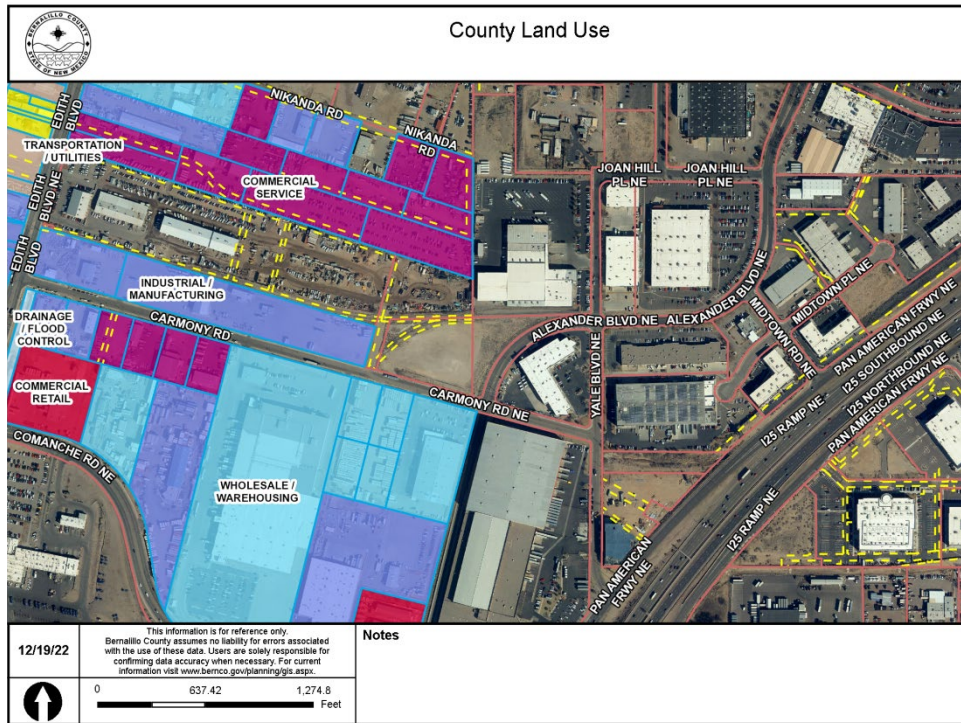 BERNALILLO COUNTY
STATE OF NEW MEXICO
County Land Use
NIKANDA RD
NIKANDA
RD
EDITH
BLVD
TRANSPORTATION
/ UTILITIES
EDITH
BLVD NE
COMMERCIAL
SERVICE
JOAN HILL
PL NE
JOAN HILL
PL NE
EDITH
BLVD
INDUSTRIAL /
MANUFACTURING
CARMONY RD
DRAINAGE
/ FLOOD
CONTROL
ALEXANDER BLVD NE
ALEXANDER BLVD NE
MIDTOWN RD NE
MIDTOWN PL NE
PAN AMERICAN FRWY NE
I25 SOUTHBOUND NE
I25 NORTHBOUND NE
PAN AMERICAN FRWY NE
COMMERCIAL
RETAIL
CARMONY RD NE
YALE BLVD NE
I25 RAMP NE
COMANCHE RD NE
WHOLESALE /
WAREHOUSING
I25 RAMP NE
PAN AMERICAN
FRWY NE
12/19/22
This information is for reference only.
Bernalillo County assumes no liability for errors associated
with the use of these data. Users are solely responsible for
confirming data accuracy when necessary. For current
information visit www.bernco.gov/planning/gis.aspx.
Notes
0 637.42 1,274.8
Feet